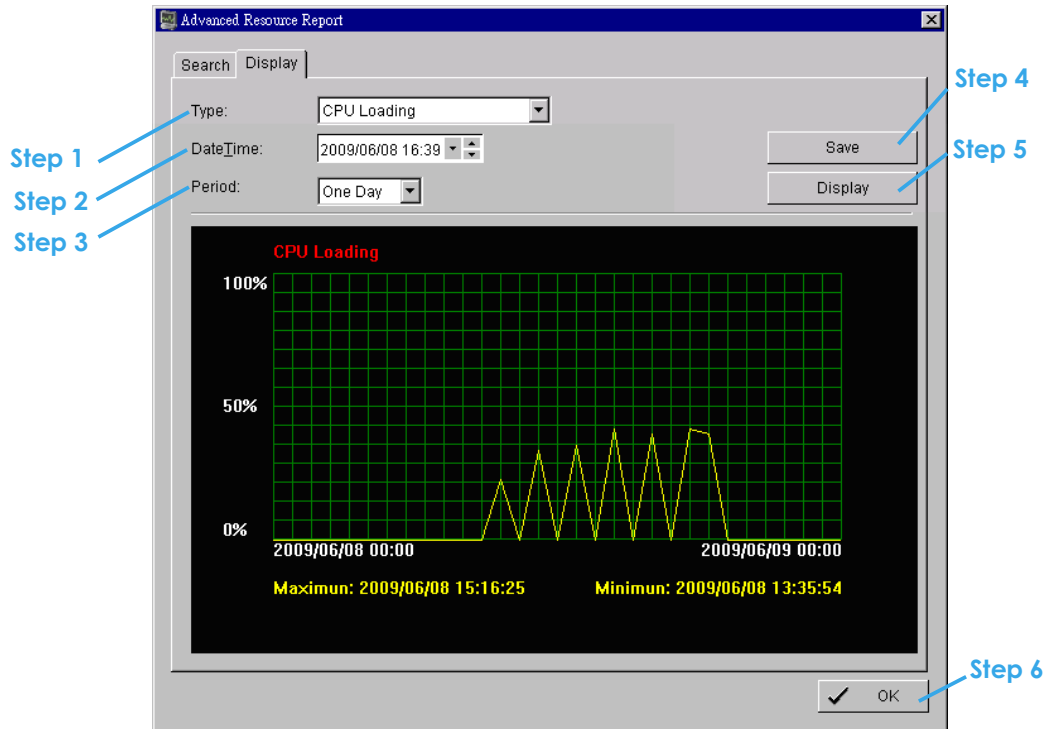 Advanced Resource Report
Search Display
Step 4
Type: CPU Loading
Step 1
DateTime: 2009/06/08 16:39
Save
Step 5
Step 2
Period: One Day
Display
Step 3
CPU Loading
100%
50%
0%
2009/06/08 00:00 2009/06/09 00:00
Maximun: 2009/06/08 15:16:25 Minimun: 2009/06/08 13:35:54
Step 6
OK